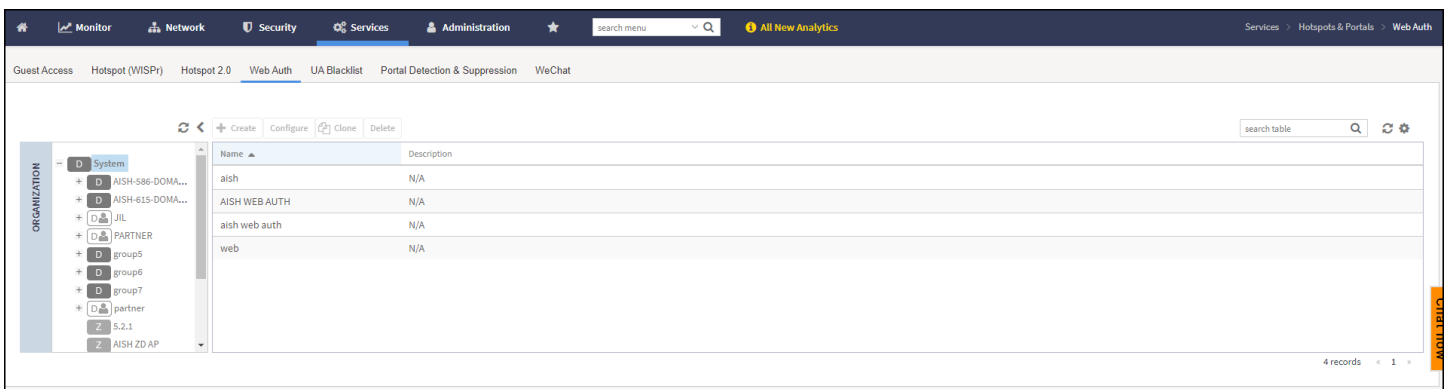 Monitor Network Security Services Administration search menu All New Analytics Services > Hotspots & Portals > Web Auth
Guest Access Hotspot (WISPr) Hotspot 2.0 Web Auth UA Blacklist Portal Detection & Suppression WeChat
+ Create Configure Clone Delete search table
ORGANIZATION
− D System
+ D AISH-586-DOMA...
+ D AISH-615-DOMA...
+ D JIL
+ D PARTNER
+ D group5
+ D group6
+ D group7
+ D partner
Z 5.2.1
Z AISH ZD AP
Name Description
aish N/A
AISH WEB AUTH N/A
aish web auth N/A
web N/A
Chat now
4 records « 1 »